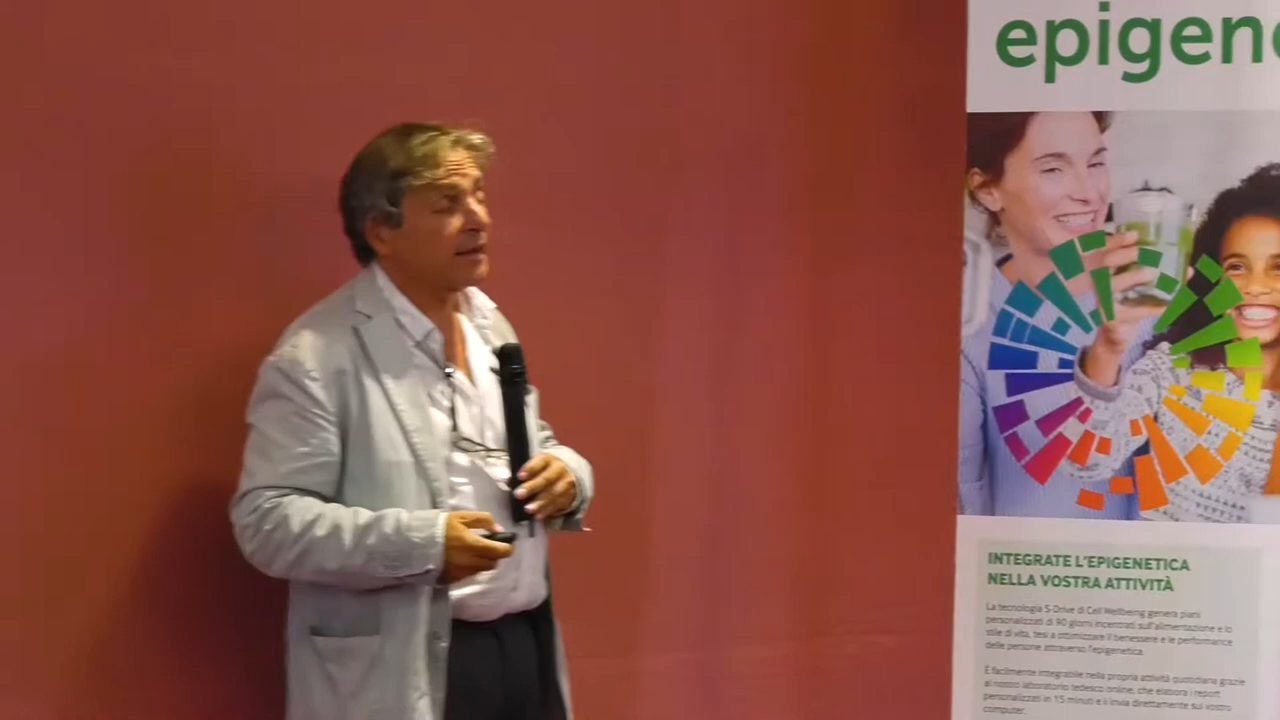 epigene
INTEGRATE L'EPIGENETICA
NELLA VOSTRA ATTIVITÀ
La tecnologia S-Drive di Cell Wellbeing genera piani
personalizzati di 90 giorni incentrati sull'alimentazione e lo
stile di vita, tesi a ottimizzare il benessere e le performance
delle persone attraverso l'epigenetica.
È facilmente integrabile nella propria attività quotidiana grazie
al nostro laboratorio tedesco online, che elabora i report
personalizzati in 15 minuti e li invia direttamente sul vostro
computer.